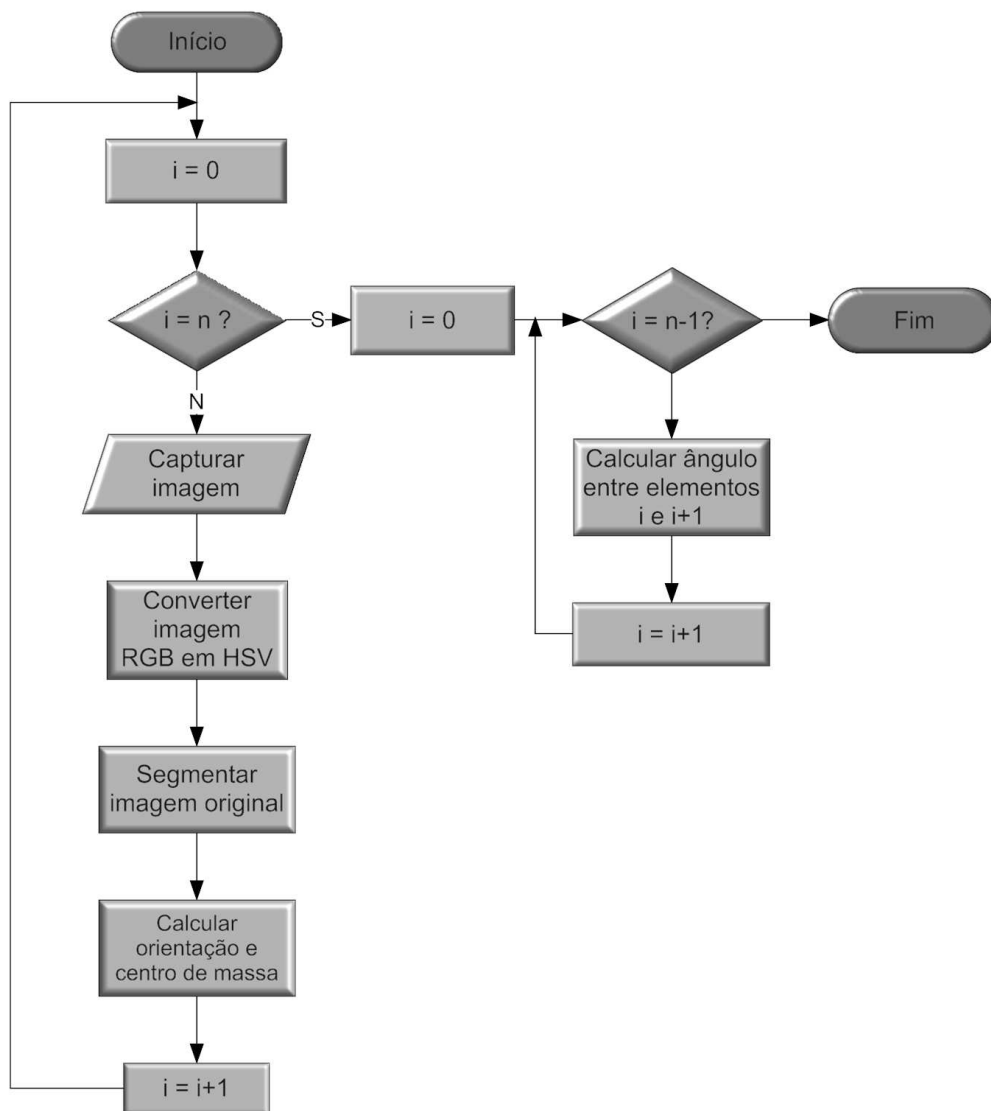 Início
i = 0
i = n ?
S
i = 0
i = n-1?
Fim
N
Capturar
imagem
Calcular ângulo
entre elementos
i e i+1
Converter
imagem
RGB em HSV
i = i+1
Segmentar
imagem original
Calcular
orientação e
centro de massa
i = i+1